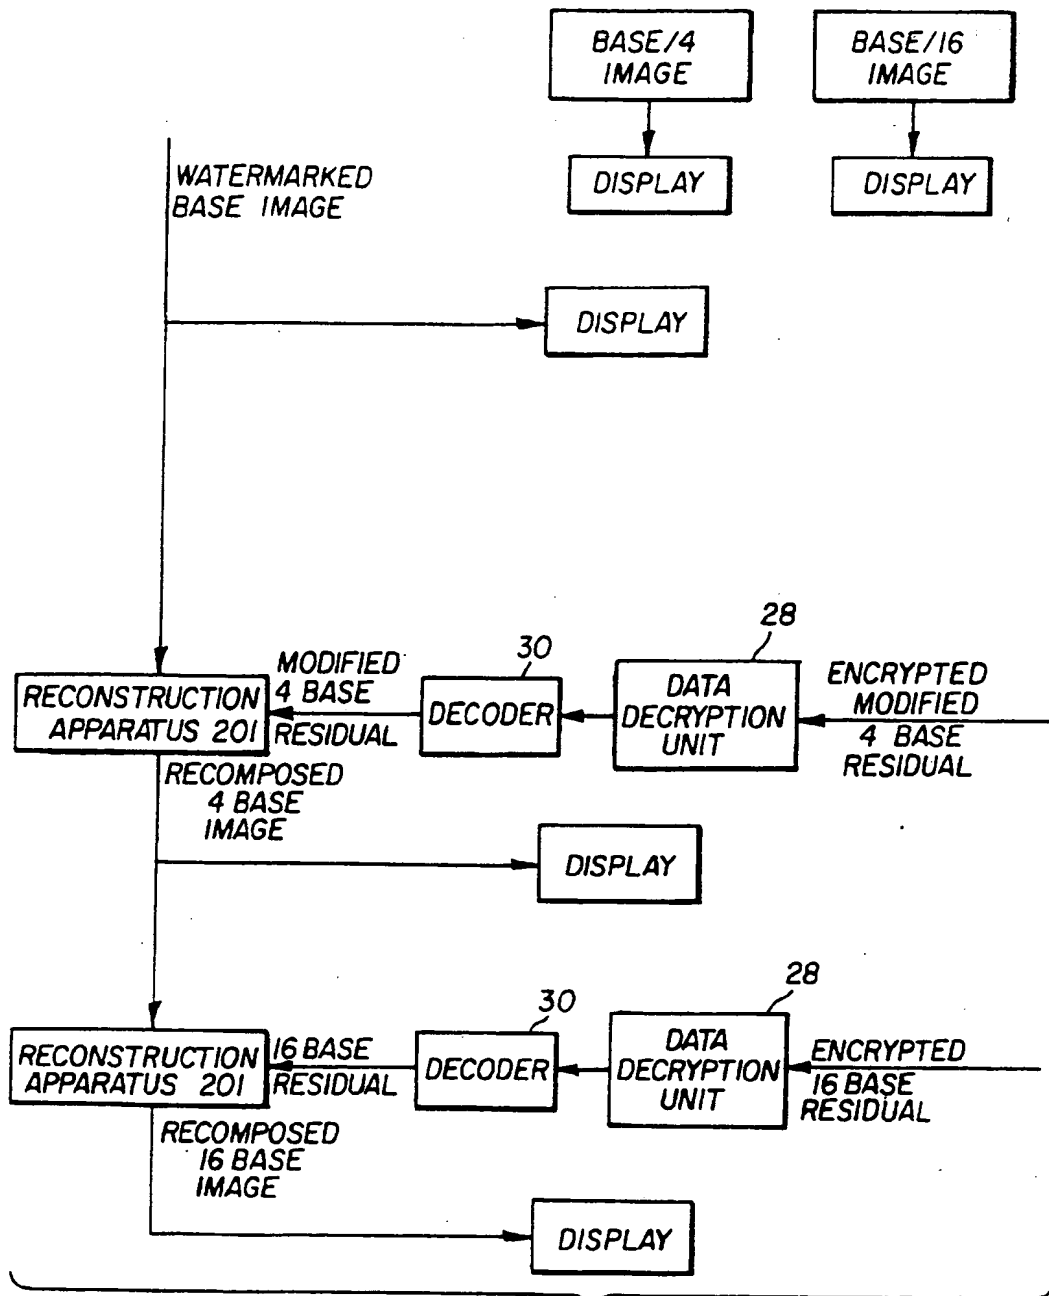 BASE/4
IMAGE
BASE/16
IMAGE
DISPLAY
DISPLAY
WATERMARKED
BASE IMAGE
DISPLAY
28
30
RECONSTRUCTION
APPARATUS 201
MODIFIED
4 BASE
RESIDUAL
DECODER
DATA
DECRYPTION
UNIT
ENCRYPTED
MODIFIED
4 BASE
RESIDUAL
RECOMPOSED
4 BASE
IMAGE
DISPLAY
28
30
RECONSTRUCTION
APPARATUS 201
16 BASE
RESIDUAL
DECODER
DATA
DECRYPTION
UNIT
ENCRYPTED
16 BASE
RESIDUAL
RECOMPOSED
16 BASE
IMAGE
DISPLAY